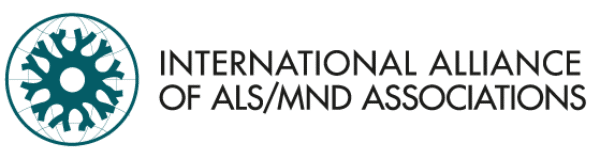 INTERNATIONAL ALLIANCE
OF ALS/MND ASSOCIATIONS